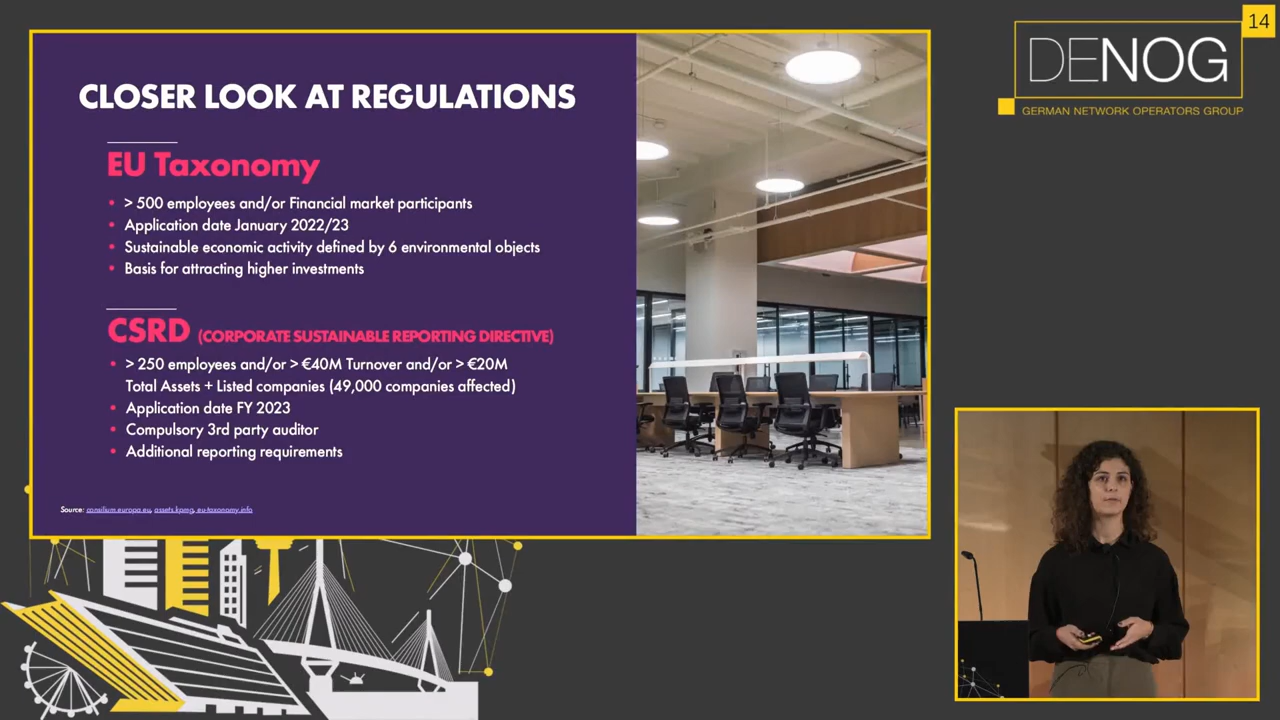 CLOSER LOOK AT REGULATIONS
EU Taxonomy
• > 500 employees and/or Financial market participants
• Application date January 2022/23
• Sustainable economic activity defined by 6 environmental objects
• Basis for attracting higher investments
CSRD (CORPORATE SUSTAINABLE REPORTING DIRECTIVE)
• > 250 employees and/or > €40M Turnover and/or > €20M
Total Assets + Listed companies (49,000 companies affected)
• Application date FY 2023
• Compulsory 3rd party auditor
• Additional reporting requirements
Source: consilium.europa.eu, assets.kpmg, eu-taxonomy.info
14
DENOG
GERMAN NETWORK OPERATORS GROUP